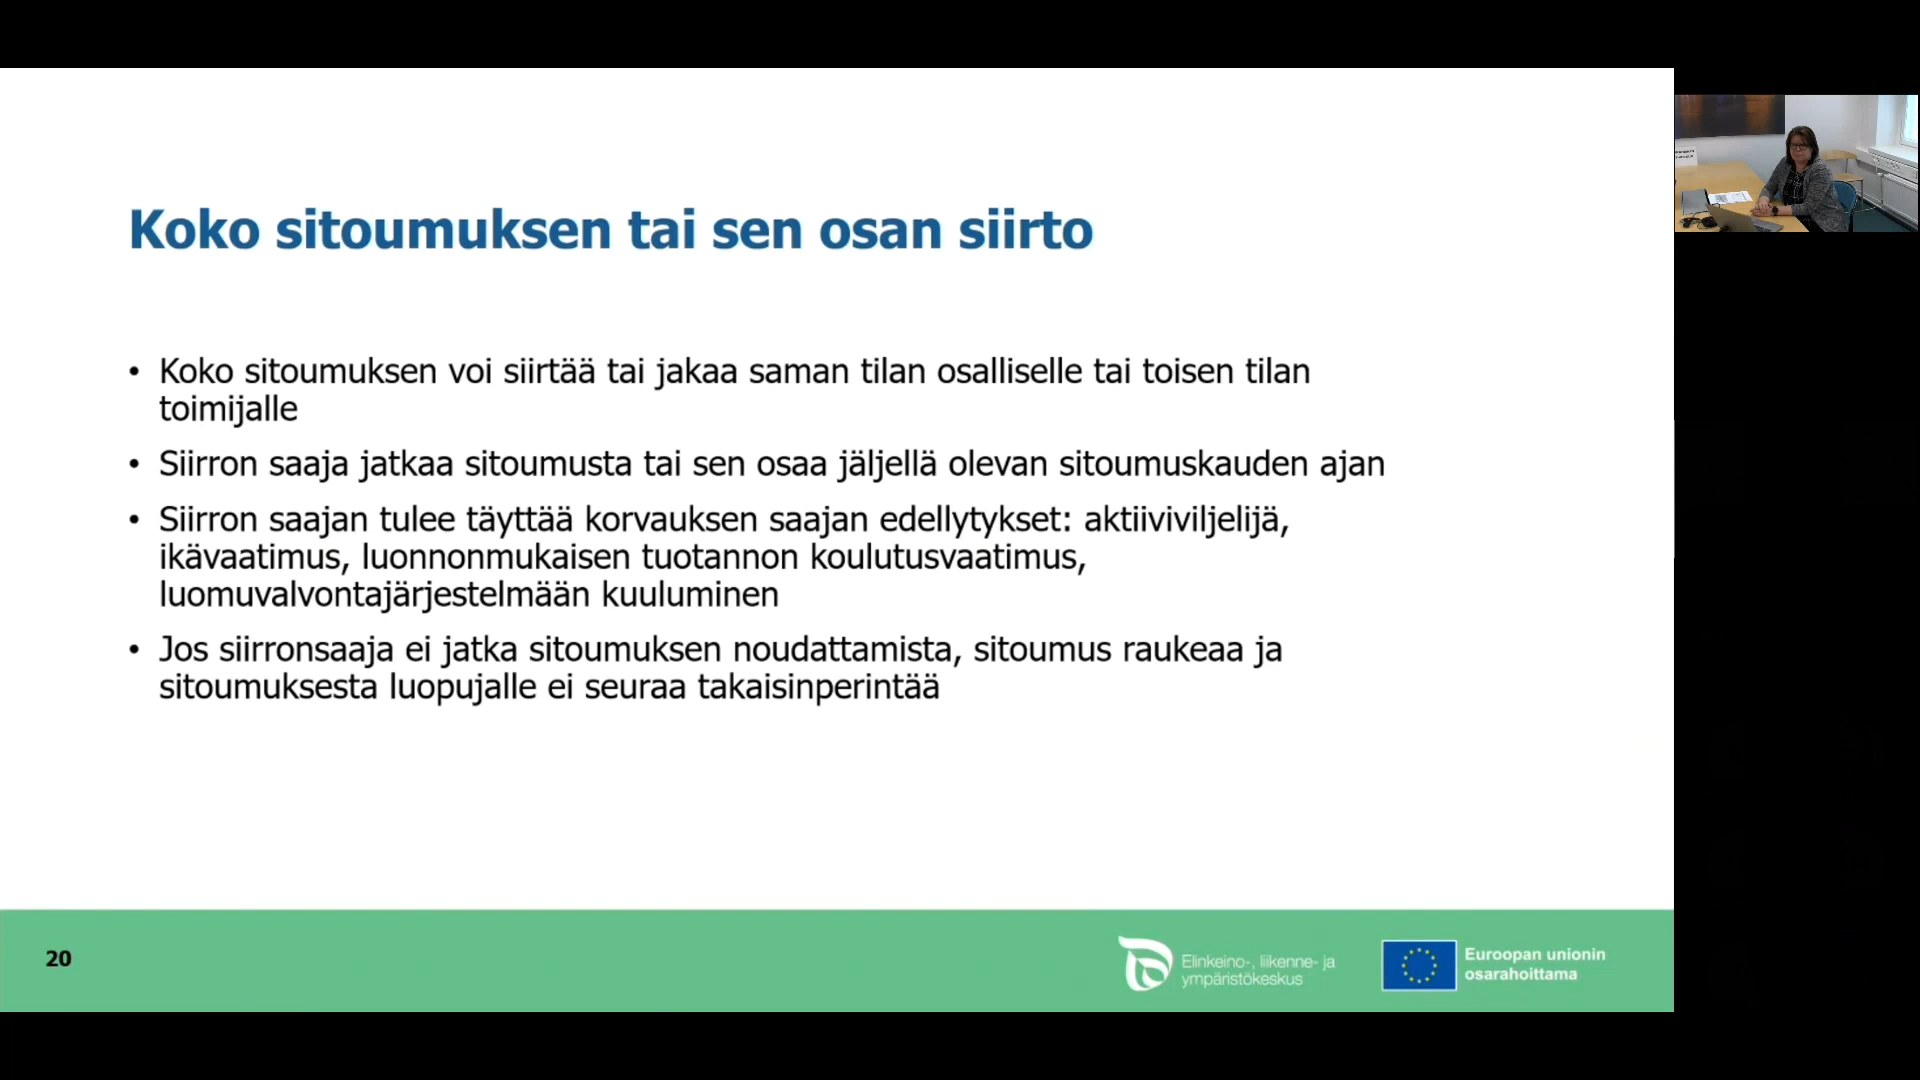 Koko sitoumuksen tai sen osan siirto
• Koko sitoumuksen voi siirtää tai jakaa saman tilan osalliselle tai toisen tilan
toimijalle
• Siirron saaja jatkaa sitoumusta tai sen osaa jäljellä olevan sitoumuskauden ajan
• Siirron saajan tulee täyttää korvauksen saajan edellytykset: aktiiviviljelijä,
ikävaatimus, luonnonmukaisen tuotannon koulutusvaatimus,
luomuvalvontajärjestelmään kuuluminen
• Jos siirronsaaja ei jatka sitoumuksen noudattamista, sitoumus raukeaa ja
sitoumuksesta luopujalle ei seuraa takaisinperintää
20
Elinkeino-, liikenne- ja
ympäristökeskus
Euroopan unionin
osarahoittama